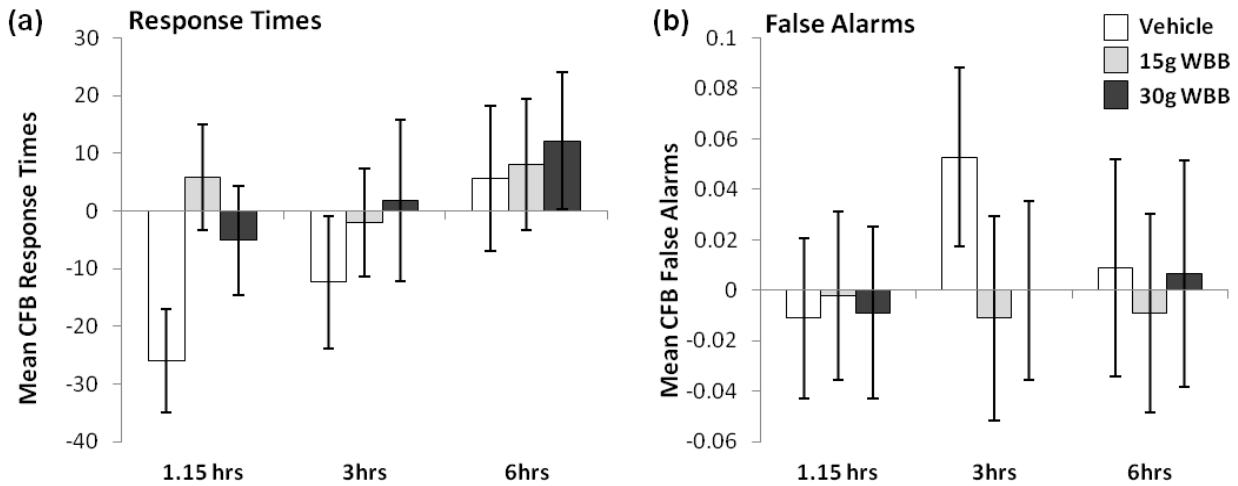 (a) Response Times
30
20
10
0
-10
-20
-30
-40
Mean CFB Response Times
1.15 hrs 3hrs 6hrs
(b) False Alarms
Vehicle
15g WBB
30g WBB
0.1
0.08
0.06
0.04
0.02
0
-0.02
-0.04
-0.06
Mean CFB False Alarms
1.15 hrs 3hrs 6hrs